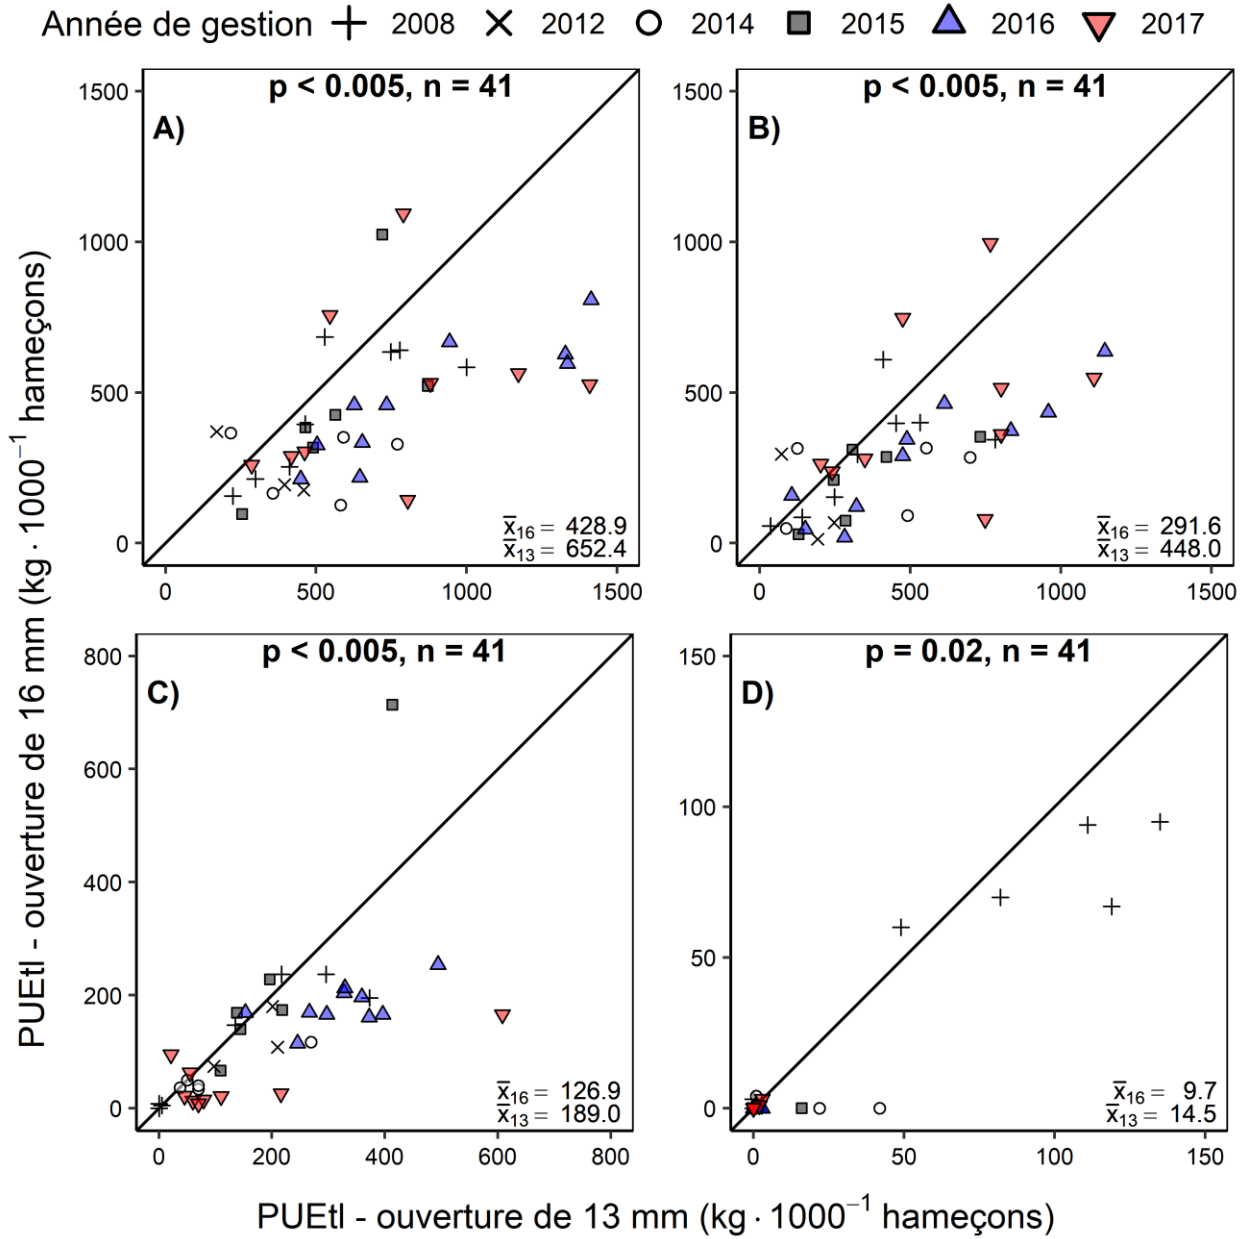 Année de gestion 2008 2012 2014 2015 2016 2017
PUEtl - ouverture de 16 mm (kg · 1000⁻¹ hameçons)
p < 0.005, n = 41
A)
1500
1000
500
0
x̅₁₆ = 428.9
x̅₁₃ = 652.4
0 500 1000 1500
p < 0.005, n = 41
B)
1500
1000
500
0
x̅₁₆ = 291.6
x̅₁₃ = 448.0
0 500 1000 1500
p < 0.005, n = 41
C)
800
600
400
200
0
x̅₁₆ = 126.9
x̅₁₃ = 189.0
0 200 400 600 800
p = 0.02, n = 41
D)
150
100
50
0
x̅₁₆ = 9.7
x̅₁₃ = 14.5
0 50 100 150
PUEtl - ouverture de 13 mm (kg · 1000⁻¹ hameçons)